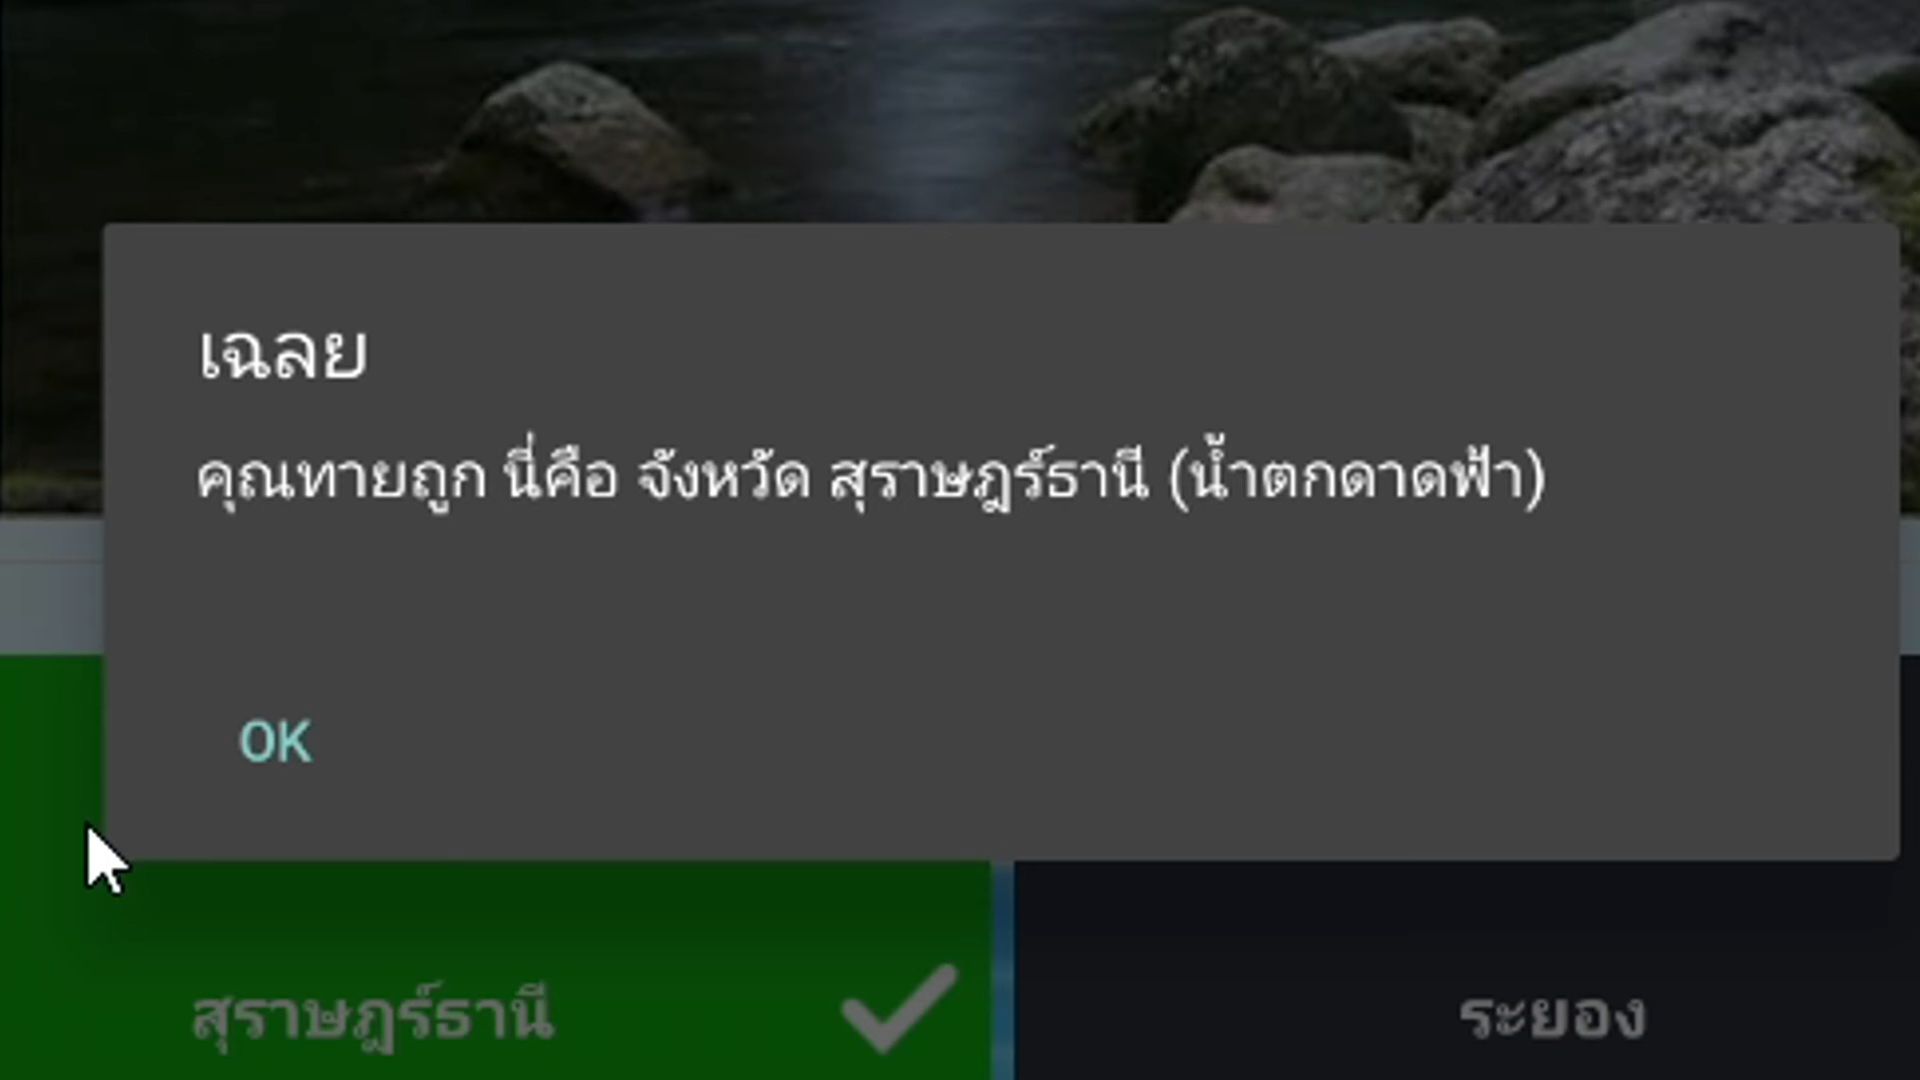 เฉลย
คุณทายถูก นี่คือ จังหวัด สุราษฎร์ธานี (น้ำตกดาดฟ้า)
OK
สุราษฎร์ธานี
ระยอง